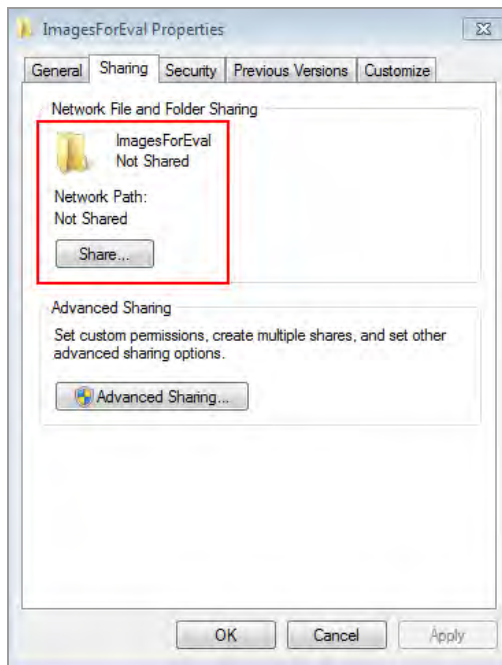 ImagesForEval Properties
General Sharing Security Previous Versions Customize
Network File and Folder Sharing
ImagesForEval
Not Shared
Network Path:
Not Shared
Share...
Advanced Sharing
Set custom permissions, create multiple shares, and set other
advanced sharing options.
Advanced Sharing...
OK Cancel Apply